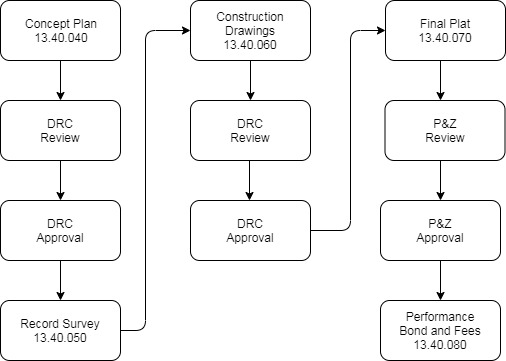 Concept Plan
13.40.040
DRC
Review
DRC
Approval
Record Survey
13.40.050
Construction
Drawings
13.40.060
DRC
Review
DRC
Approval
Final Plat
13.40.070
P&Z
Review
P&Z
Approval
Performance
Bond and Fees
13.40.080